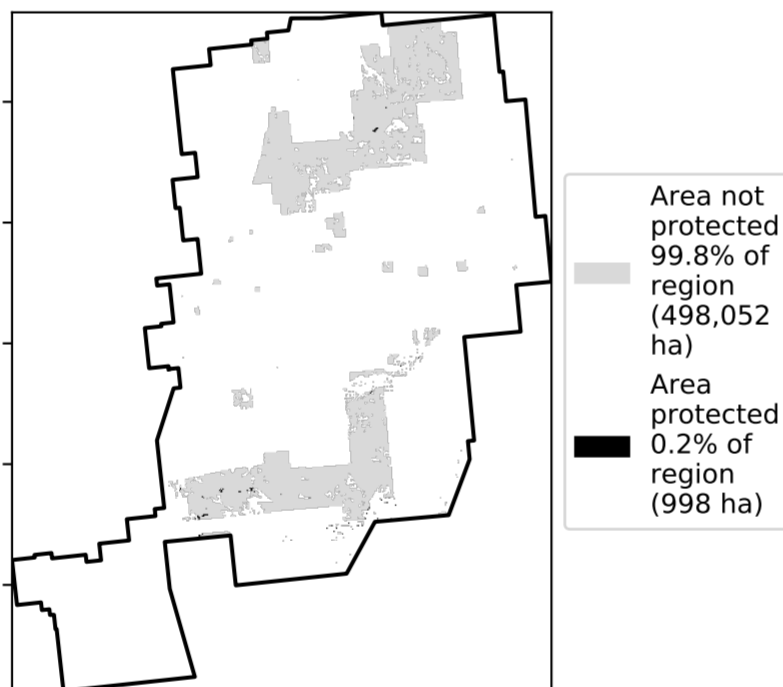 Area not
protected
99.8% of
region
(498,052
ha)
Area
protected
0.2% of
region
(998 ha)